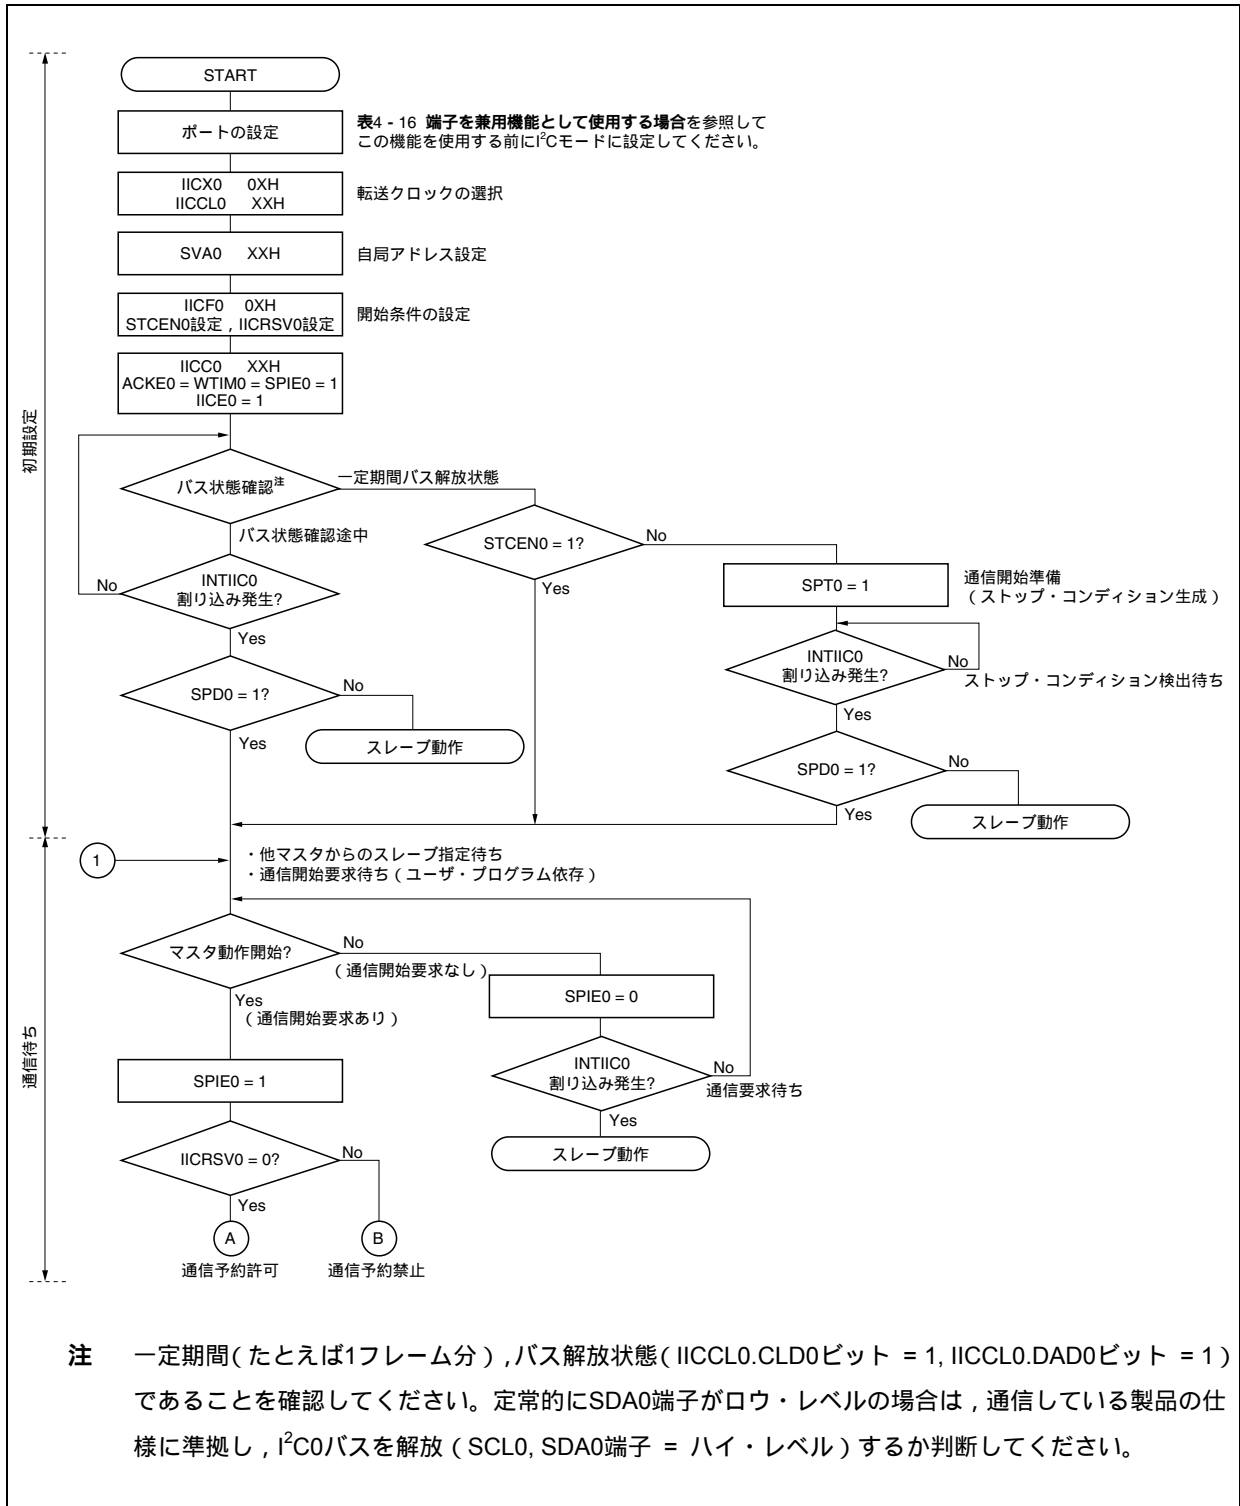 START
ポートの設定
表4 - 16 端子を兼用機能として使用する場合を参照して
この機能を使用する前にI²Cモードに設定してください。
IICX0 0XH
IICCL0 XXH
転送クロックの選択
SVA0 XXH
自局アドレス設定
IICF0 0XH
STCEN0設定 , IICRSV0設定
開始条件の設定
IICC0 XXH
ACKE0 = WTIM0 = SPIE0 = 1
IICE0 = 1
初期設定
バス状態確認注
一定期間バス解放状態
バス状態確認途中
STCEN0 = 1?
No
Yes
SPT0 = 1
通信開始準備
(ストップ・コンディション生成)
No
INTIIC0
割り込み発生?
Yes
INTIIC0
割り込み発生?
No
ストップ・コンディション検出待ち
Yes
SPD0 = 1?
No
Yes
スレーブ動作
SPD0 = 1?
No
Yes
スレーブ動作
1
・他マスタからのスレーブ指定待ち
・通信開始要求待ち(ユーザ・プログラム依存)
通信待ち
マスタ動作開始?
No
(通信開始要求なし)
Yes
(通信開始要求あり)
SPIE0 = 0
INTIIC0
割り込み発生?
No
通信要求待ち
Yes
スレーブ動作
SPIE0 = 1
IICRSV0 = 0?
No
Yes
A
B
通信予約許可
通信予約禁止
注 一定期間(たとえば1フレーム分),バス解放状態(IICCL0.CLD0ビット = 1, IICCL0.DAD0ビット = 1)
であることを確認してください。定常的にSDA0端子がロウ・レベルの場合は,通信している製品の仕
様に準拠し,I²C0バスを解放(SCL0, SDA0端子 = ハイ・レベル)するか判断してください。